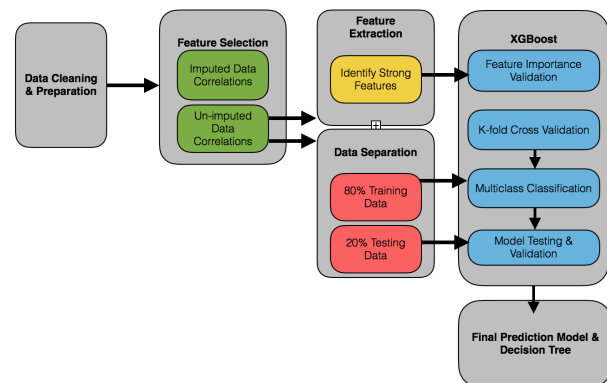 Data Cleaning
& Preparation
Feature Selection
Imputed Data
Correlations
Un-imputed
Data
Correlations
Feature
Extraction
Identify Strong
Features
Data Separation
80% Training
Data
20% Testing
Data
XGBoost
Feature Importance
Validation
K-fold Cross Validation
Multiclass Classification
Model Testing &
Validation
Final Prediction Model &
Decision Tree